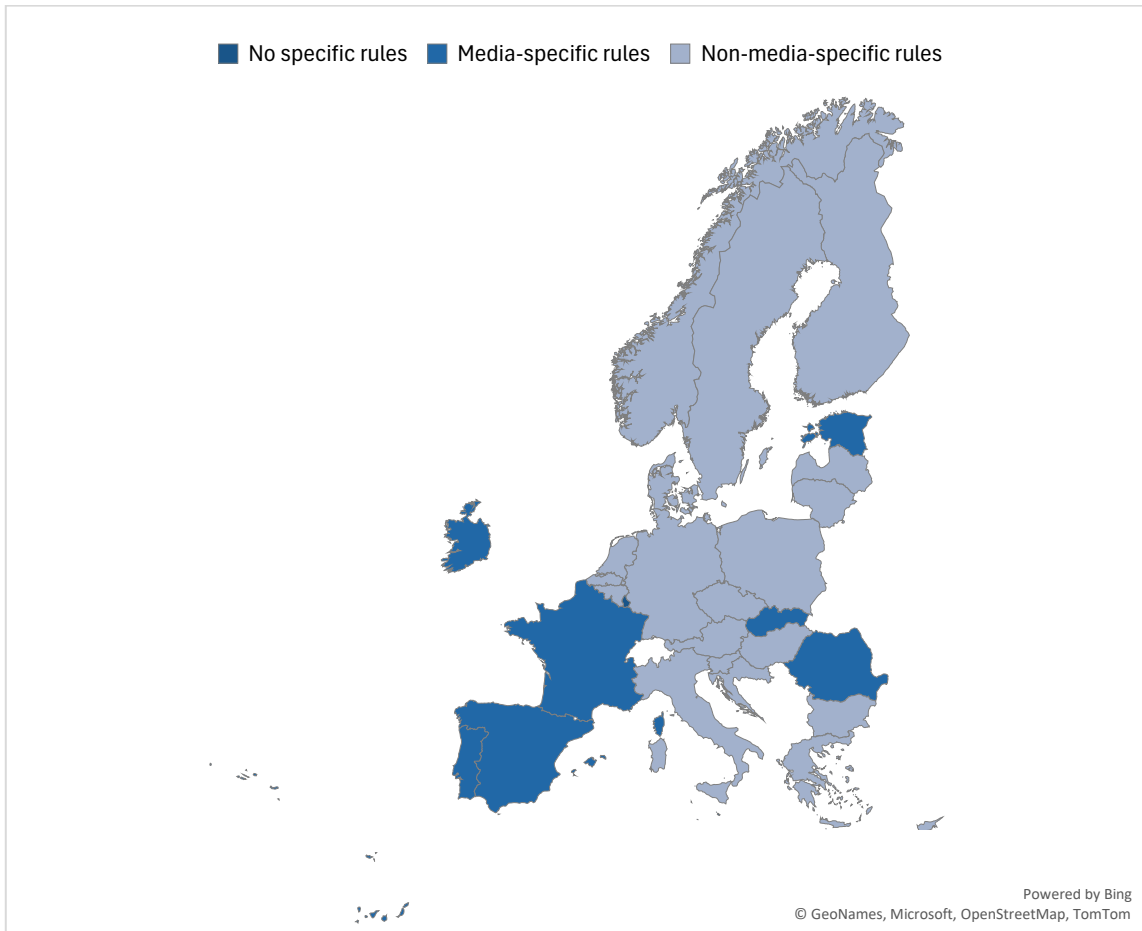 No specific rules Media-specific rules Non-media-specific rules
Powered by Bing
© GeoNames, Microsoft, OpenStreetMap, TomTom